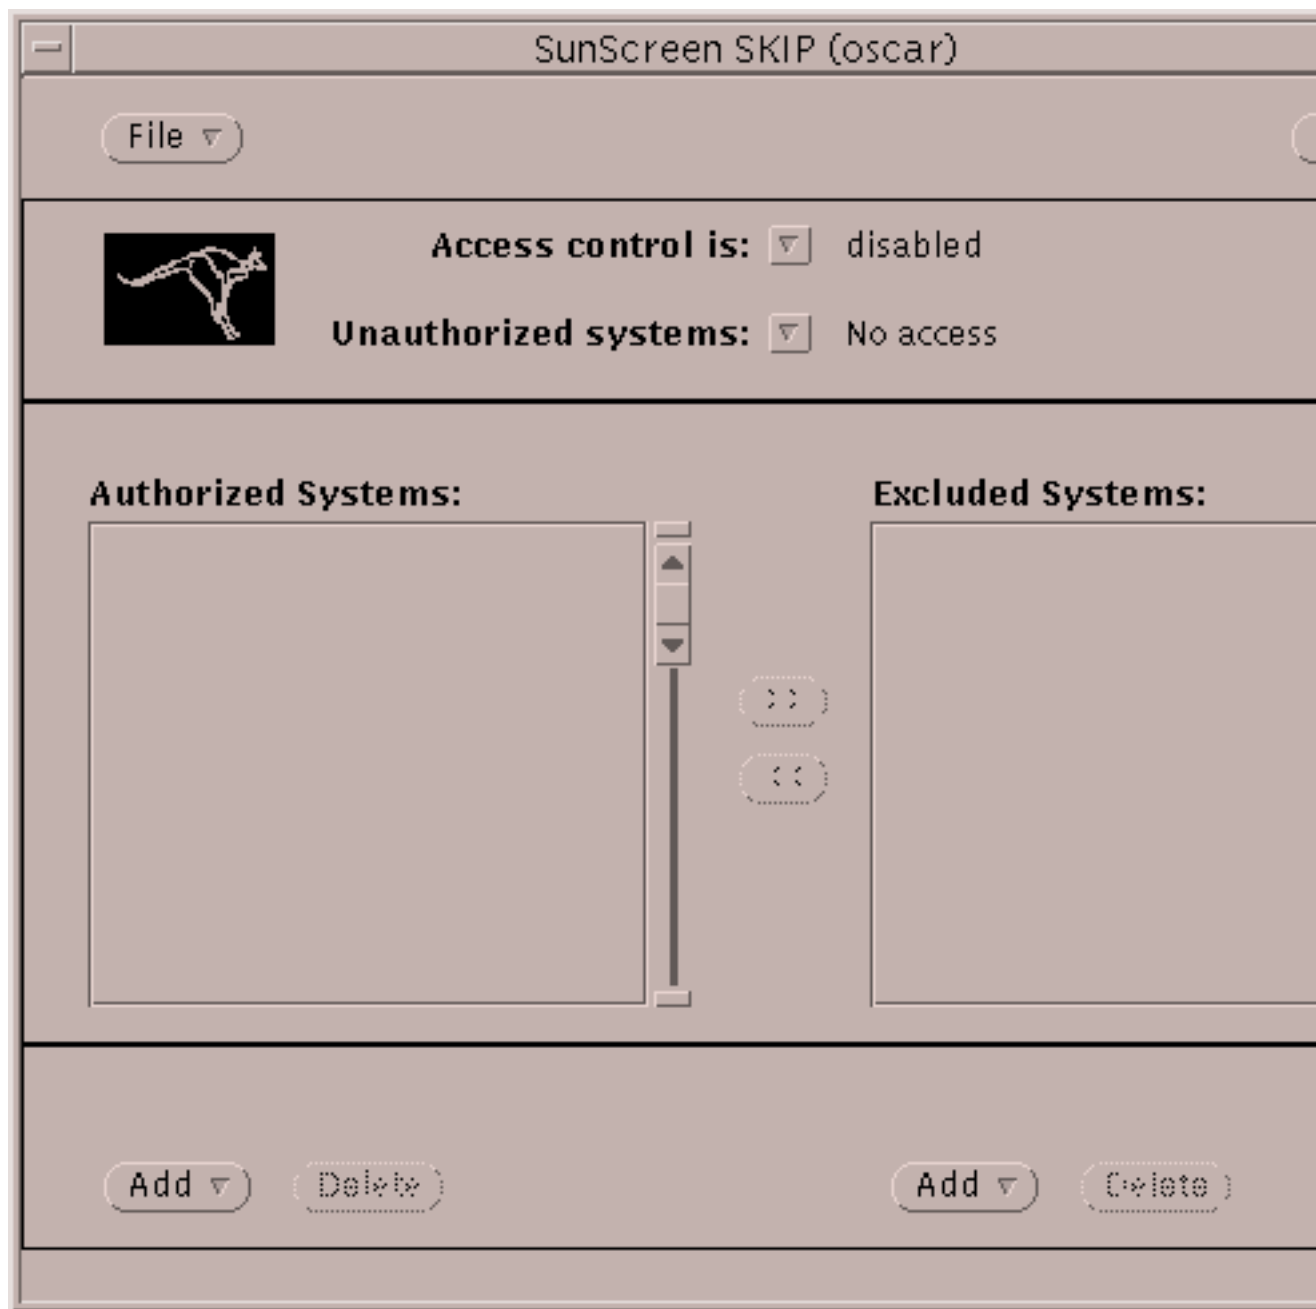 SunScreen SKIP (oscar)
File
Access control is: disabled
Unauthorized systems: No access
Authorized Systems: Excluded Systems:
>>
<<
Add Delete Add Delete